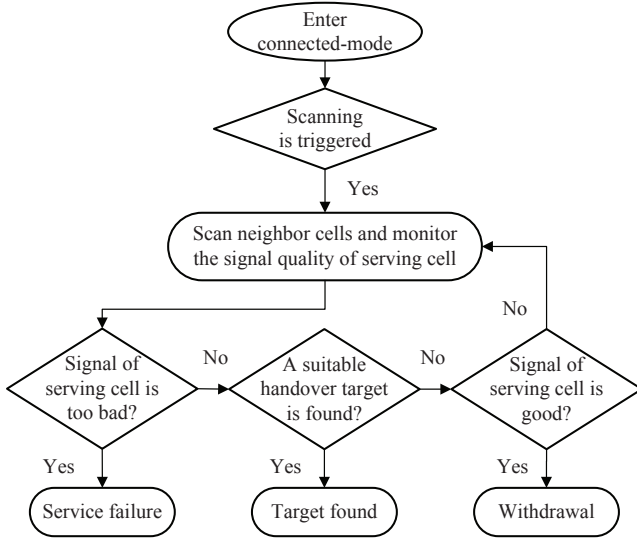 Enter
connected-mode
Scanning
is triggered
Yes
Scan neighbor cells and monitor
the signal quality of serving cell
No
Signal of
serving cell is
too bad?
No
A suitable
handover target
is found?
No
Signal of
serving cell is
good?
Yes
Yes
Yes
Service failure
Target found
Withdrawal